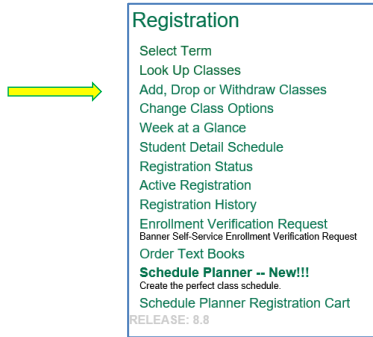 Registration
Select Term
Look Up Classes
Add, Drop or Withdraw Classes
Change Class Options
Week at a Glance
Student Detail Schedule
Registration Status
Active Registration
Registration History
Enrollment Verification Request
Banner Self-Service Enrollment Verification Request
Order Text Books
Schedule Planner -- New!!!
Create the perfect class schedule.
Schedule Planner Registration Cart
RELEASE: 8.8